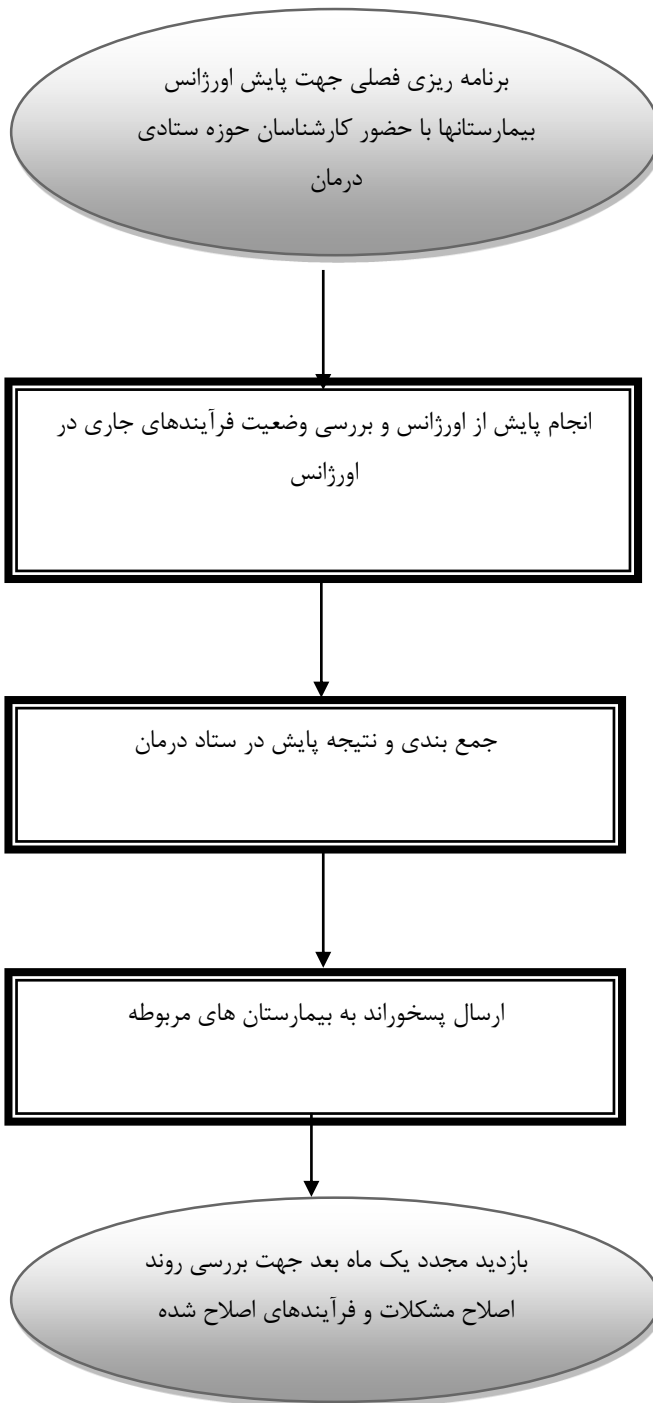 برنامه ریزی فصلی جهت پایش اورژانس
بیمارستانها با حضور کارشناسان حوزه ستادی
درمان
انجام پایش از اورژانس و بررسی وضعیت فرآیندهای جاری در
اورژانس
جمع بندی و نتیجه پایش در ستاد درمان
ارسال پسخوراند به بیمارستان های مربوطه
بازدید مجدد یک ماه بعد جهت بررسی روند
اصلاح مشکلات و فرآیندهای اصلاح شده